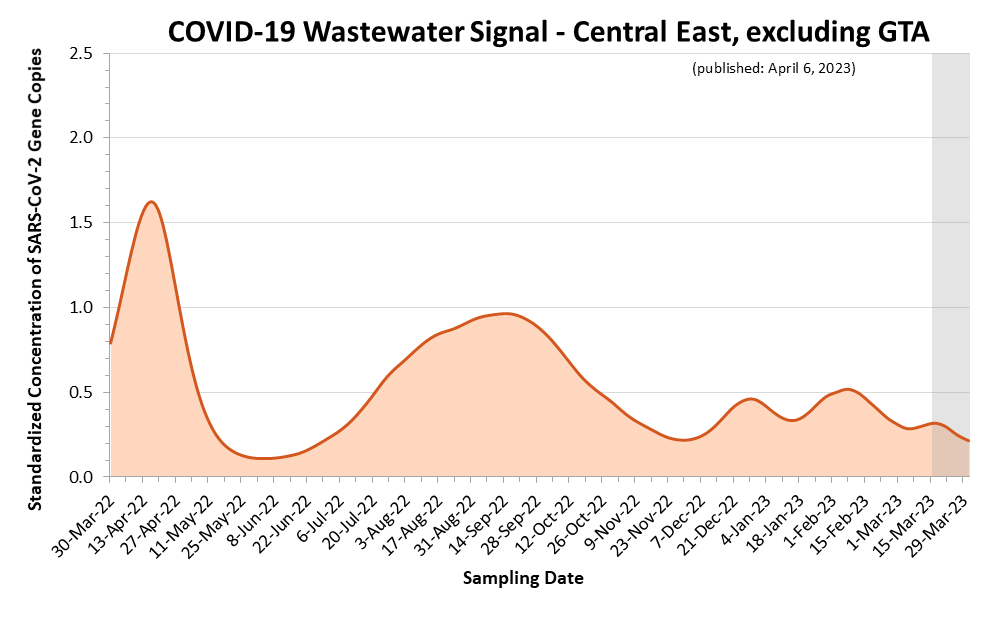 COVID-19 Wastewater Signal - Central East, excluding GTA
(published: April 6, 2023)
Standardized Concentration of SARS-CoV-2 Gene Copies
2.5
2.0
1.5
1.0
0.5
0.0
30-Mar-22
13-Apr-22
27-Apr-22
11-May-22
25-May-22
8-Jun-22
22-Jun-22
6-Jul-22
20-Jul-22
3-Aug-22
17-Aug-22
31-Aug-22
14-Sep-22
28-Sep-22
12-Oct-22
26-Oct-22
9-Nov-22
23-Nov-22
7-Dec-22
21-Dec-22
4-Jan-23
18-Jan-23
1-Feb-23
15-Feb-23
1-Mar-23
15-Mar-23
29-Mar-23
Sampling Date